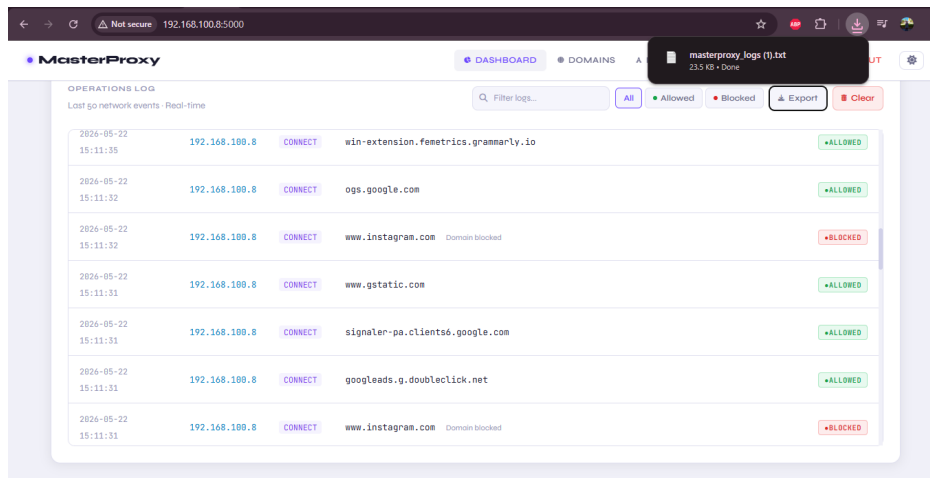 Not secure 192.168.100.8:5000
ABP
masterproxy_logs (1).txt
23.5 KB • Done
MasterProxy
DASHBOARD
DOMAINS
UT
OPERATIONS LOG
Last 50 network events · Real-time
Filter logs...
All
Allowed
Blocked
Export
Clear
2026-05-22
15:11:35
192.168.100.8 CONNECT win-extension.femetrics.grammarly.io ALLOWED
2026-05-22
15:11:32
192.168.100.8 CONNECT ogs.google.com ALLOWED
2026-05-22
15:11:32
192.168.100.8 CONNECT www.instagram.com Domain blocked BLOCKED
2026-05-22
15:11:31
192.168.100.8 CONNECT www.gstatic.com ALLOWED
2026-05-22
15:11:31
192.168.100.8 CONNECT signaler-pa.clients6.google.com ALLOWED
2026-05-22
15:11:31
192.168.100.8 CONNECT googleads.g.doubleclick.net ALLOWED
2026-05-22
15:11:31
192.168.100.8 CONNECT www.instagram.com Domain blocked BLOCKED